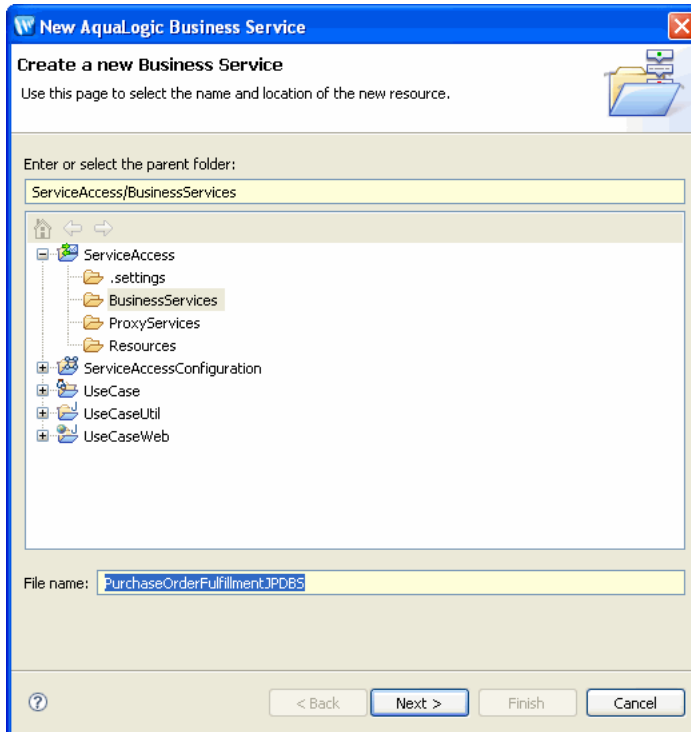 New AquaLogic Business Service
Create a new Business Service
Use this page to select the name and location of the new resource.
Enter or select the parent folder:
ServiceAccess/BusinessServices
ServiceAccess
.settings
BusinessServices
ProxyServices
Resources
ServiceAccessConfiguration
UseCase
UseCaseUtil
UseCaseWeb
File name: PurchaseOrderFulfillmentJPDBS
< Back Next > Finish Cancel